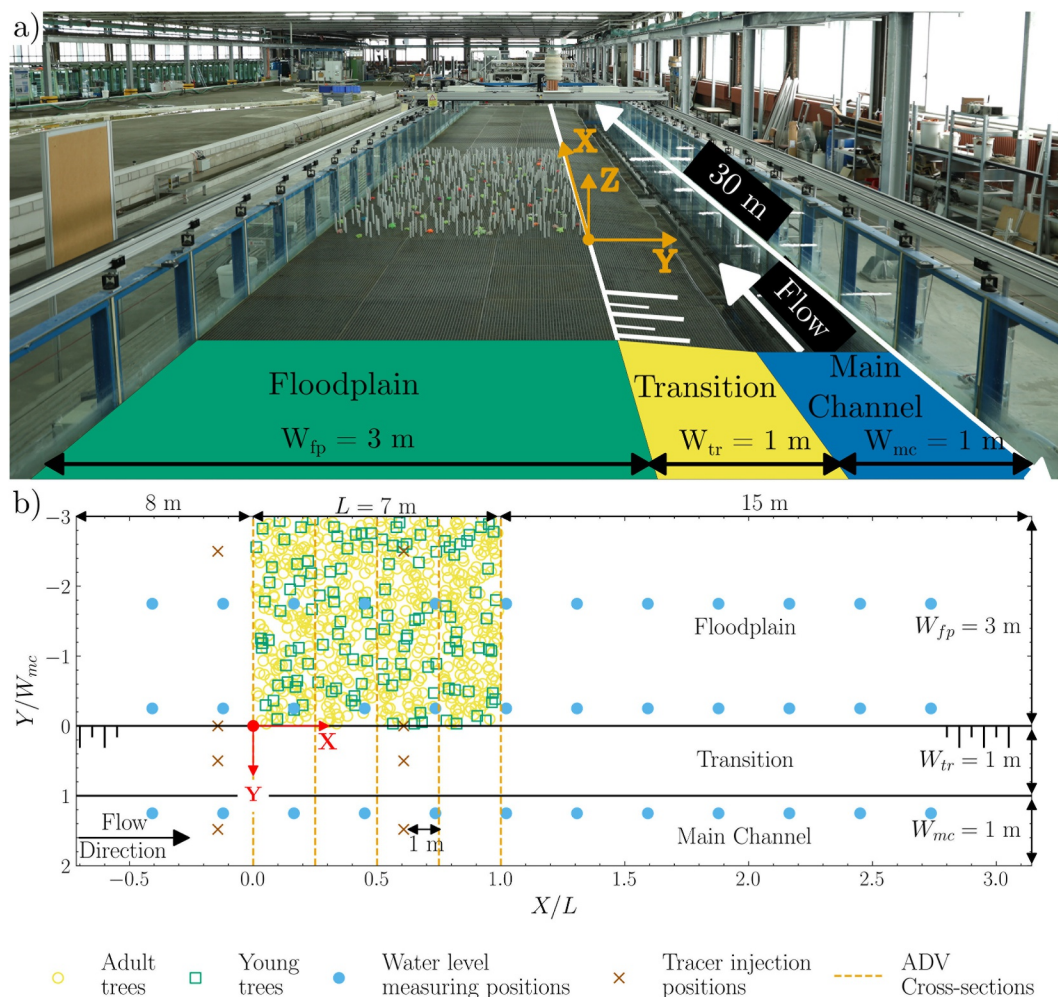 a)
30 m
X
Z
Y
Flow
Floodplain
Transition
Main
Channel
W_fp = 3 m
W_tr = 1 m
W_mc = 1 m
b)
8 m
L = 7 m
15 m
−3
−2
−1
0
1
2
Y/W_mc
Floodplain
W_fp = 3 m
X
Y
Transition
W_tr = 1 m
Flow
Direction
1 m
Main Channel
W_mc = 1 m
−0.5
0.0
0.5
1.0
1.5
2.0
2.5
3.0
X/L
Adult
trees
Young
trees
Water level
measuring positions
Tracer injection
positions
ADV
Cross-sections